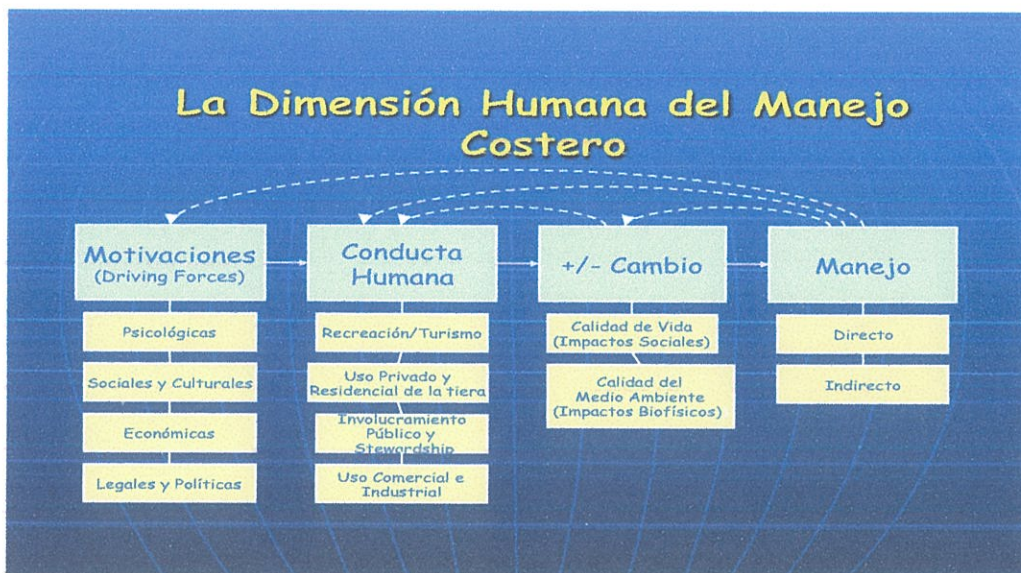 La Dimensión Humana del Manejo
Costero
Motivaciones
(Driving Forces)
Psicológicas
Sociales y Culturales
Económicas
Legales y Políticas
Conducta
Humana
Recreación/Turismo
Uso Privado y
Residencial de la tiera
Involucramiento
Público y
Stewordship
Uso Comercial e
Industrial
+/- Cambio
Calidad de Vida
(Impactos Sociales)
Calidad del
Medio Ambiente
(Impactos Biofísicos)
Manejo
Directo
Indirecto